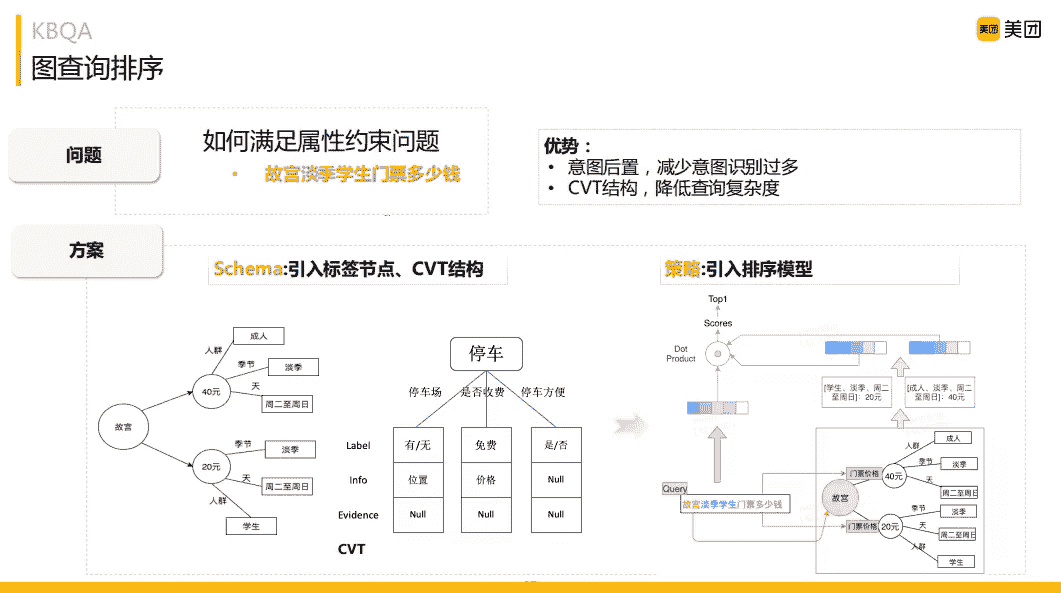 KBQA
美团 美团
图查询排序
问题
如何满足属性约束问题
• 故宫淡季学生门票多少钱
优势：
• 意图后置，减少意图识别过多
• CVT结构，降低查询复杂度
方案
Schema:引入标签节点、CVT结构
故宫
40元
人群
成人
季节
淡季
天
周二至周日
20元
季节
淡季
天
周二至周日
人群
学生
停车
停车场
是否收费
停车方便
Label
有/无
免费
是/否
Info
位置
价格
Null
Evidence
Null
Null
Null
CVT
策略:引入排序模型
Top1
Scores
Dot
Product
[学生、淡季、周二
至周日]：20元
[成人、淡季、周二
至周日]：40元
Query
故宫淡季学生门票多少钱
故宫
门票价格
40元
人群
成人
季节
淡季
天
周二至周日
门票价格
20元
季节
淡季
天
周二至周日
人群
学生